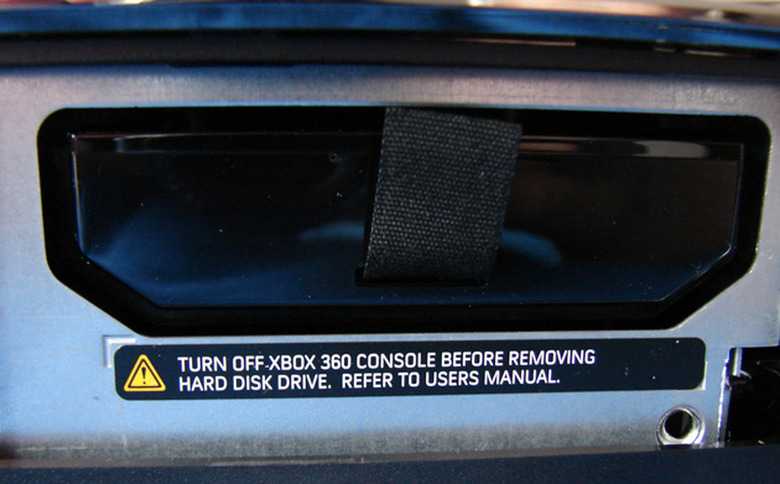 TURN OFF XBOX 360 CONSOLE BEFORE REMOVING
HARD DISK DRIVE. REFER TO USERS MANUAL.